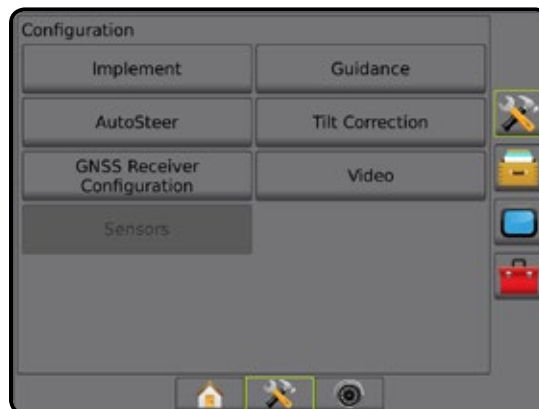 Configuration
Implement
Guidance
AutoSteer
Tilt Correction
GNSS Receiver
Configuration
Video
Sensors